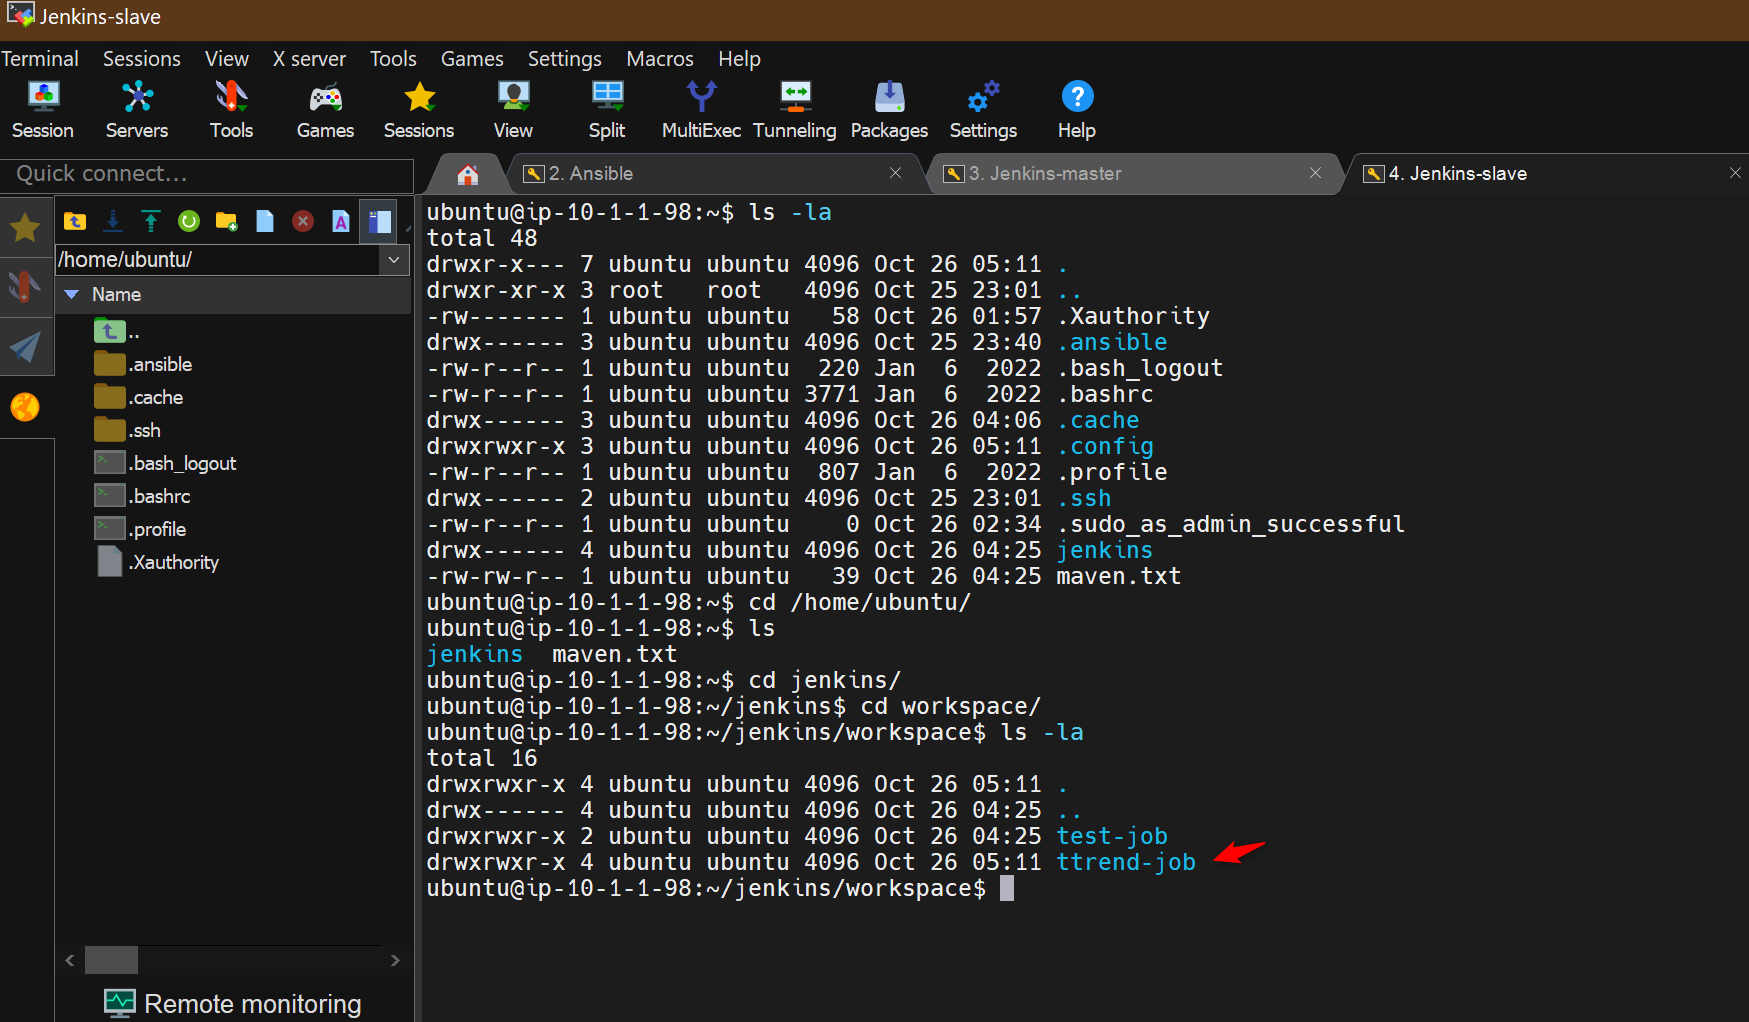 Jenkins-slave
Terminal Sessions View X server Tools Games Settings Macros Help
Session Servers Tools Games Sessions View Split MultiExec Tunneling Packages Settings Help
Quick connect...
2. Ansible
3. Jenkins-master
4. Jenkins-slave
/home/ubuntu/
Name
..
.ansible
.cache
.ssh
.bash_logout
.bashrc
.profile
.Xauthority
Remote monitoring
ubuntu@ip-10-1-1-98:~$ ls -la
total 48
drwxr-x--- 7 ubuntu ubuntu 4096 Oct 26 05:11 .
drwxr-xr-x 3 root   root   4096 Oct 25 23:01 ..
-rw------- 1 ubuntu ubuntu   58 Oct 26 01:57 .Xauthority
drwx------ 3 ubuntu ubuntu 4096 Oct 25 23:40 .ansible
-rw-r--r-- 1 ubuntu ubuntu  220 Jan  6  2022 .bash_logout
-rw-r--r-- 1 ubuntu ubuntu 3771 Jan  6  2022 .bashrc
drwx------ 3 ubuntu ubuntu 4096 Oct 26 04:06 .cache
drwxrwxr-x 3 ubuntu ubuntu 4096 Oct 26 05:11 .config
-rw-r--r-- 1 ubuntu ubuntu  807 Jan  6  2022 .profile
drwx------ 2 ubuntu ubuntu 4096 Oct 25 23:01 .ssh
-rw-r--r-- 1 ubuntu ubuntu    0 Oct 26 02:34 .sudo_as_admin_successful
drwx------ 4 ubuntu ubuntu 4096 Oct 26 04:25 jenkins
-rw-rw-r-- 1 ubuntu ubuntu   39 Oct 26 04:25 maven.txt
ubuntu@ip-10-1-1-98:~$ cd /home/ubuntu/
ubuntu@ip-10-1-1-98:~$ ls
jenkins  maven.txt
ubuntu@ip-10-1-1-98:~$ cd jenkins/
ubuntu@ip-10-1-1-98:~/jenkins$ cd workspace/
ubuntu@ip-10-1-1-98:~/jenkins/workspace$ ls -la
total 16
drwxrwxr-x 4 ubuntu ubuntu 4096 Oct 26 05:11 .
drwx------ 4 ubuntu ubuntu 4096 Oct 26 04:25 ..
drwxrwxr-x 2 ubuntu ubuntu 4096 Oct 26 04:25 test-job
drwxrwxr-x 4 ubuntu ubuntu 4096 Oct 26 05:11 ttrend-job
ubuntu@ip-10-1-1-98:~/jenkins/workspace$